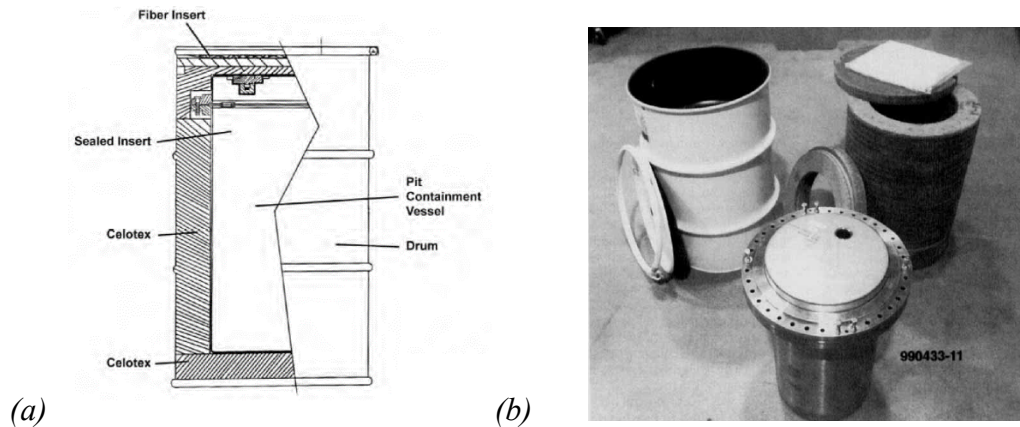 Fiber Insert
Sealed Insert
Pit
Containment
Vessel
Celotex
Drum
Celotex
(a)
(b)
990433-11